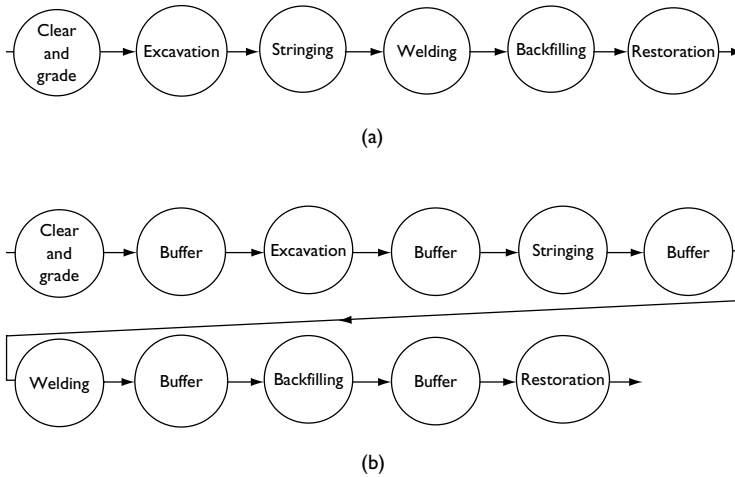 Clear
and
grade
Excavation
Stringing
Welding
Backfilling
Restoration
(a)
Clear
and
grade
Buffer
Excavation
Buffer
Stringing
Buffer
Welding
Buffer
Backfilling
Buffer
Restoration
(b)